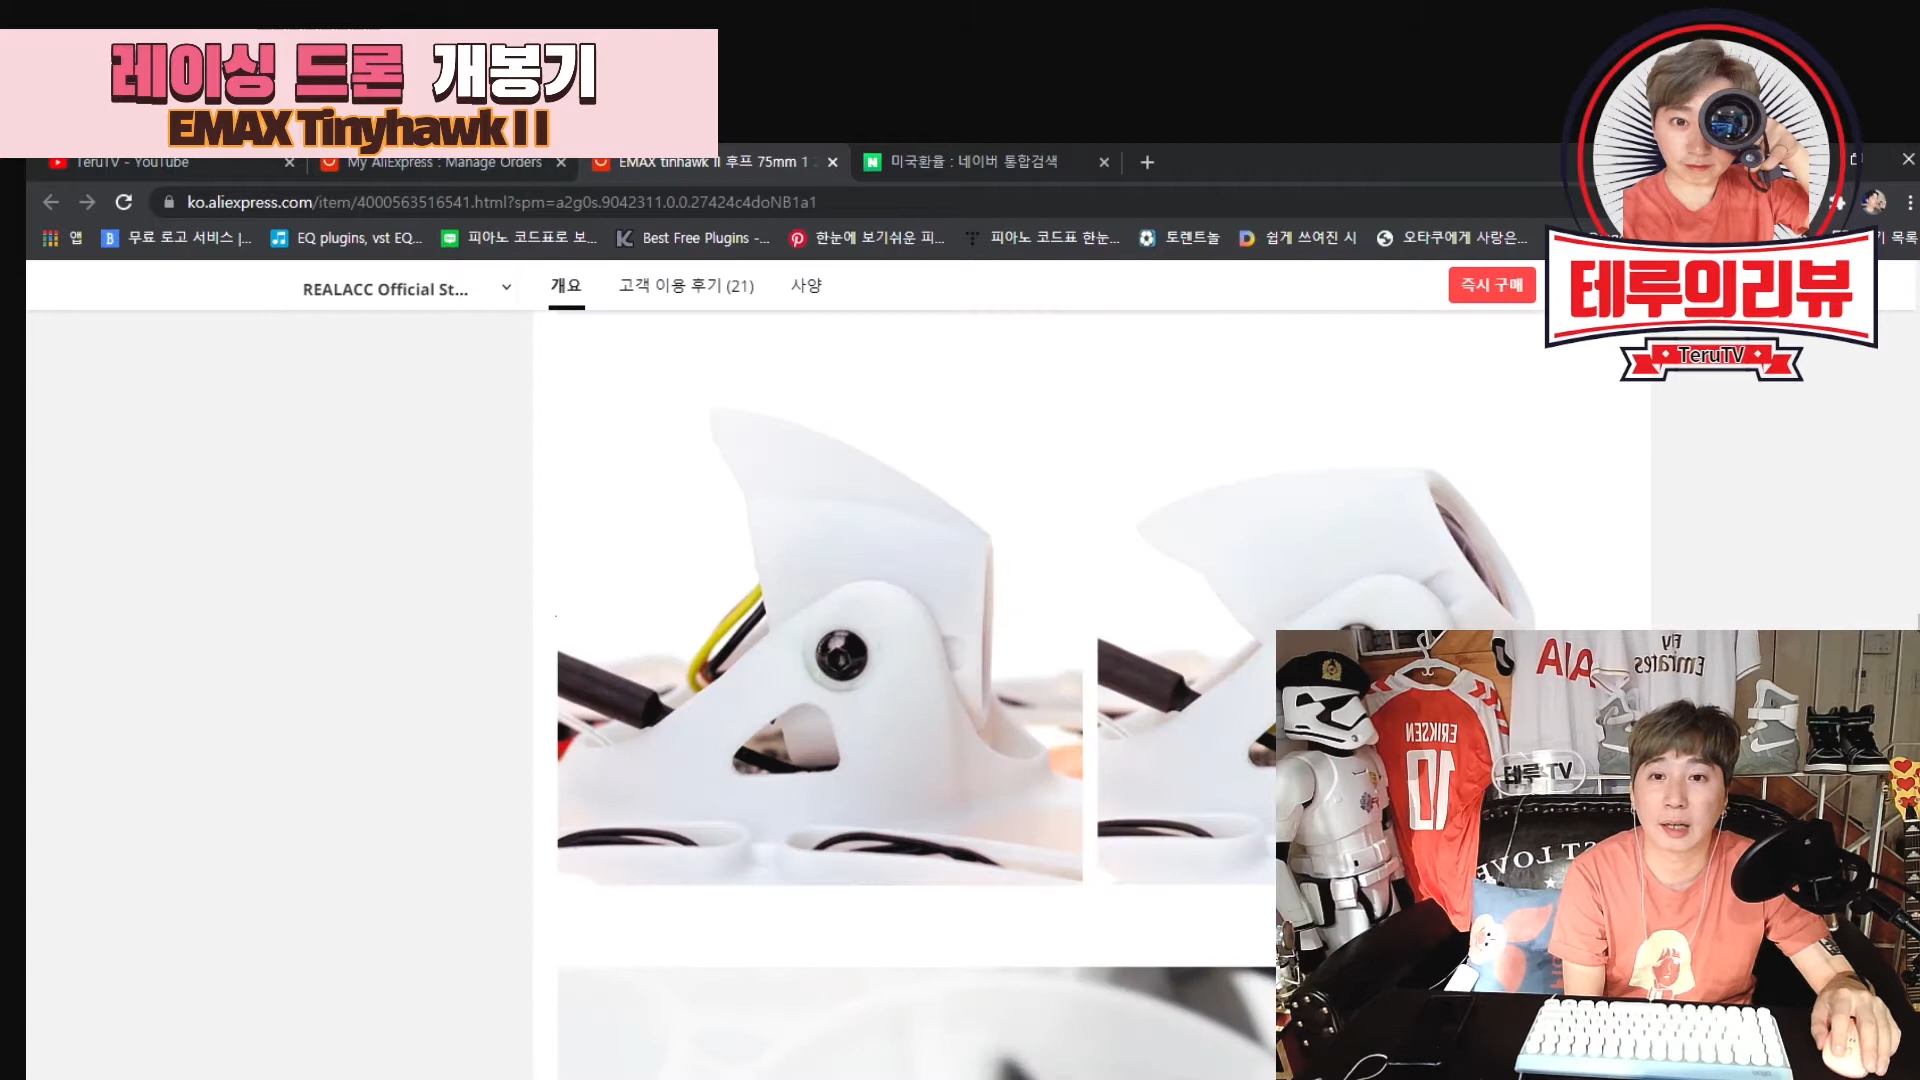 레이싱 드론 개봉기
EMAX Tinyhawk II
TeruTV - YouTube
My AliExpress : Manage Orders
EMAX tinhawk II 후프 75mm 1
미국환율 : 네이버 통합검색
ko.aliexpress.com/item/4000563516541.html?spm=a2g0s.9042311.0.0.27424c4doNB1a1
앱
무료 로고 서비스 |...
EQ plugins, vst EQ...
피아노 코드표로 보...
Best Free Plugins -...
한눈에 보기쉬운 피...
피아노 코드표 한눈...
토렌트놀
쉽게 쓰여진 시
오타쿠에게 사랑은...
기 목록
REALACC Official St...
개요
고객 이용 후기 (21)
사양
즉시 구매
테루의리뷰
TeruTV
AIA
Fly
Emirates
ERIKSEN
10
테루TV